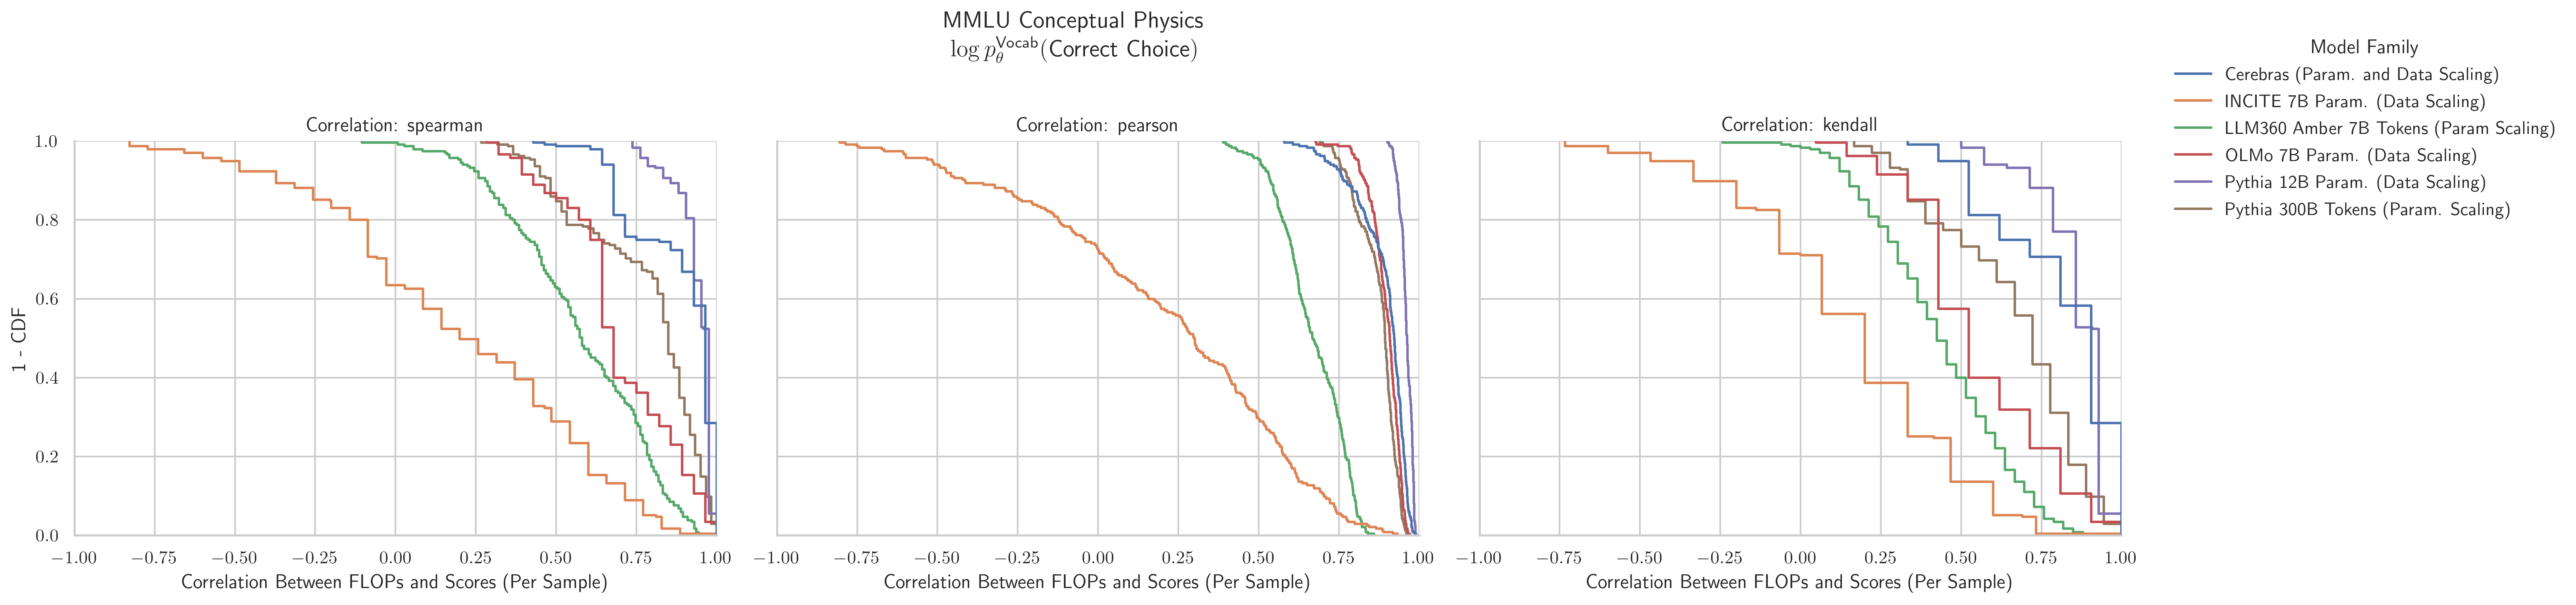 MMLU Conceptual Physics
log p_θ^Vocab(Correct Choice)
Model Family
Cerebras (Param. and Data Scaling)
INCITE 7B Param. (Data Scaling)
LLM360 Amber 7B Tokens (Param Scaling)
OLMo 7B Param. (Data Scaling)
Pythia 12B Param. (Data Scaling)
Pythia 300B Tokens (Param. Scaling)
Correlation: spearman
1 - CDF
1.0
0.8
0.6
0.4
0.2
0.0
−1.00 −0.75 −0.50 −0.25 0.00 0.25 0.50 0.75 1.00
Correlation Between FLOPs and Scores (Per Sample)
Correlation: pearson
−1.00 −0.75 −0.50 −0.25 0.00 0.25 0.50 0.75 1.00
Correlation Between FLOPs and Scores (Per Sample)
Correlation: kendall
−1.00 −0.75 −0.50 −0.25 0.00 0.25 0.50 0.75 1.00
Correlation Between FLOPs and Scores (Per Sample)